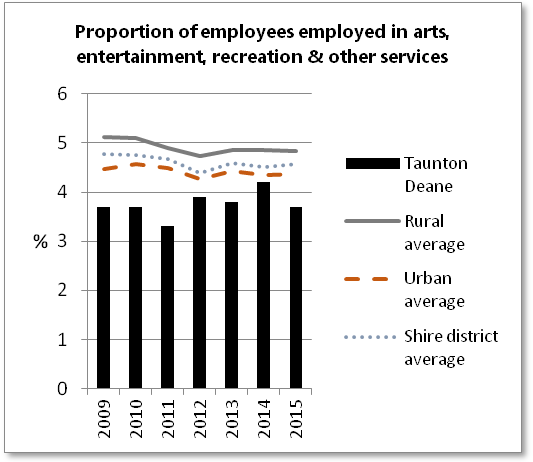 Proportion of employees employed in arts,
entertainment, recreation & other services
6
5
4
3
2
1
0
%
2009
2010
2011
2012
2013
2014
2015
Taunton
Deane
Rural
average
Urban
average
Shire district
average